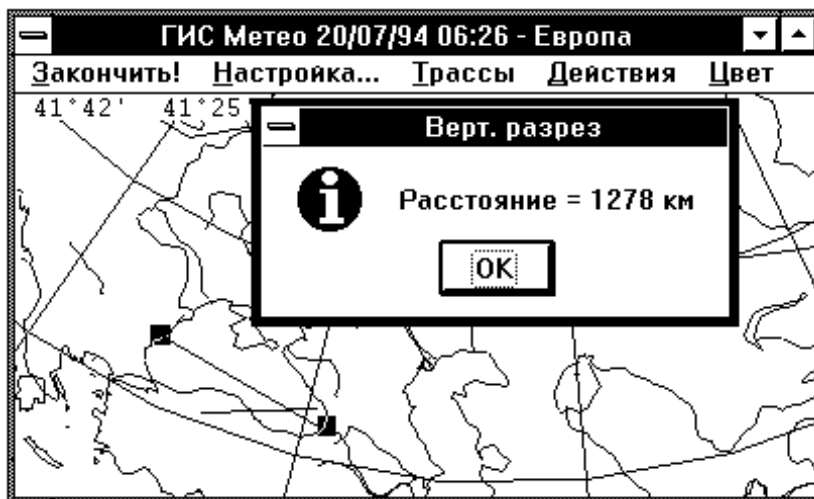 ГИС Метео 20/07/94 06:26 - Европа
Закончить! Настройка... Трассы Действия Цвет
41°42' 41°25'
Верт. разрез
Расстояние = 1278 км
OK